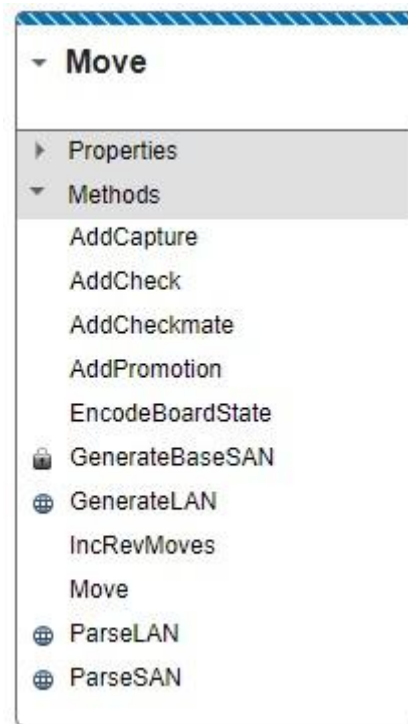 Move
Properties
Methods
AddCapture
AddCheck
AddCheckmate
AddPromotion
EncodeBoardState
GenerateBaseSAN
GenerateLAN
IncRevMoves
Move
ParseLAN
ParseSAN